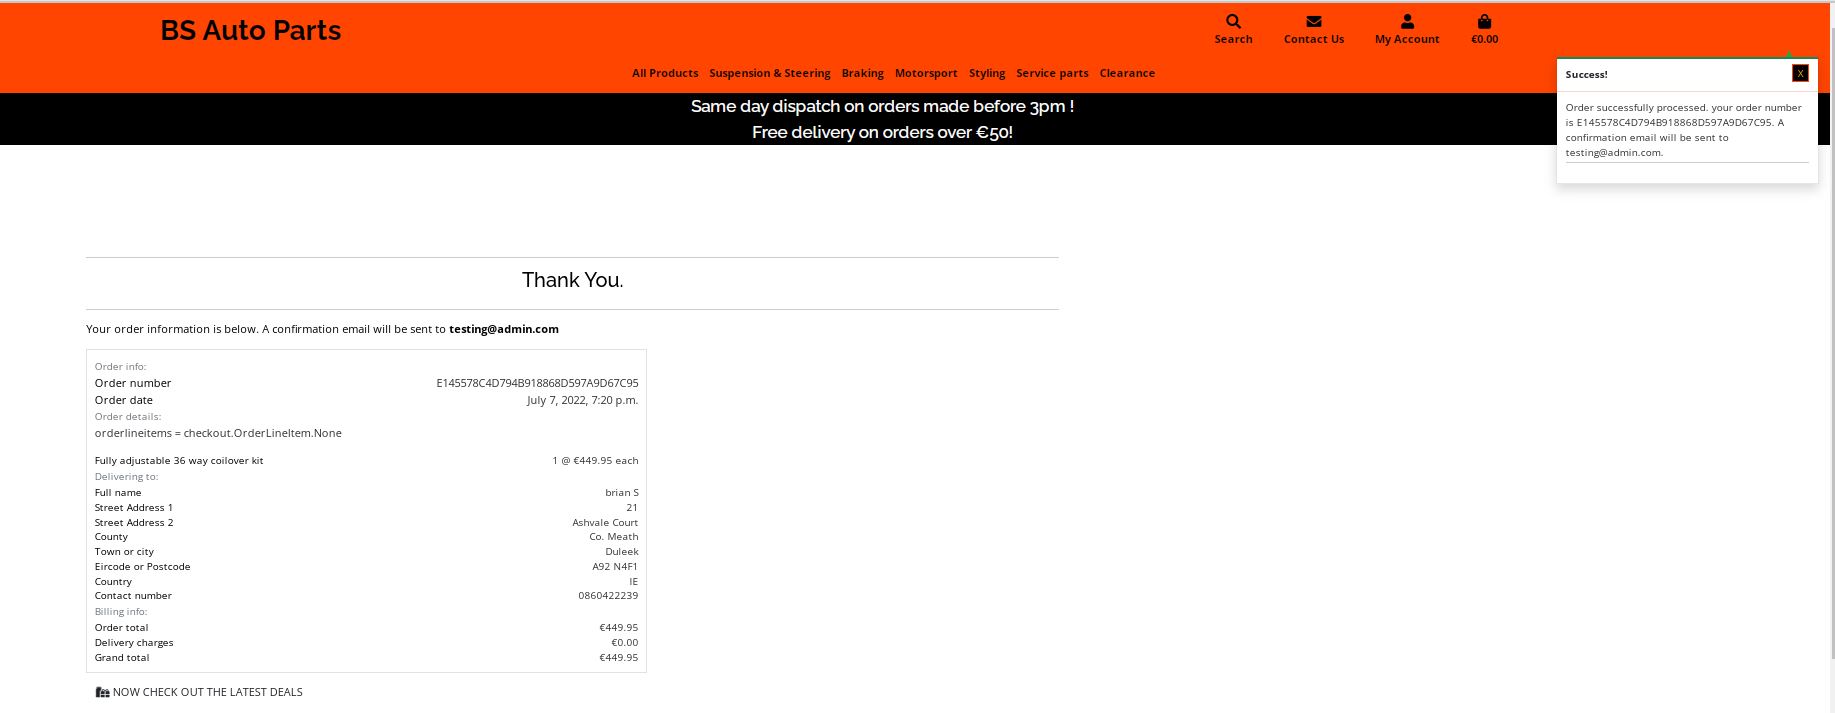 BS Auto Parts
Search Contact Us My Account €0.00
All Products Suspension & Steering Braking Motorsport Styling Service parts Clearance
Same day dispatch on orders made before 3pm !
Free delivery on orders over €50!
Success! X
Order successfully processed. your order number
is E145578C4D794B918868D597A9D67C95. A
confirmation email will be sent to
testing@admin.com.
Thank You.
Your order information is below. A confirmation email will be sent to testing@admin.com
Order info:
Order number E145578C4D794B918868D597A9D67C95
Order date July 7, 2022, 7:20 p.m.
Order details:
orderlineitems = checkout.OrderLineItem.None
Fully adjustable 36 way coilover kit 1 @ €449.95 each
Delivering to:
Full name brian S
Street Address 1 21
Street Address 2 Ashvale Court
County Co. Meath
Town or city Duleek
Eircode or Postcode A92 N4F1
Country IE
Contact number 0860422239
Billing info:
Order total €449.95
Delivery charges €0.00
Grand total €449.95
NOW CHECK OUT THE LATEST DEALS